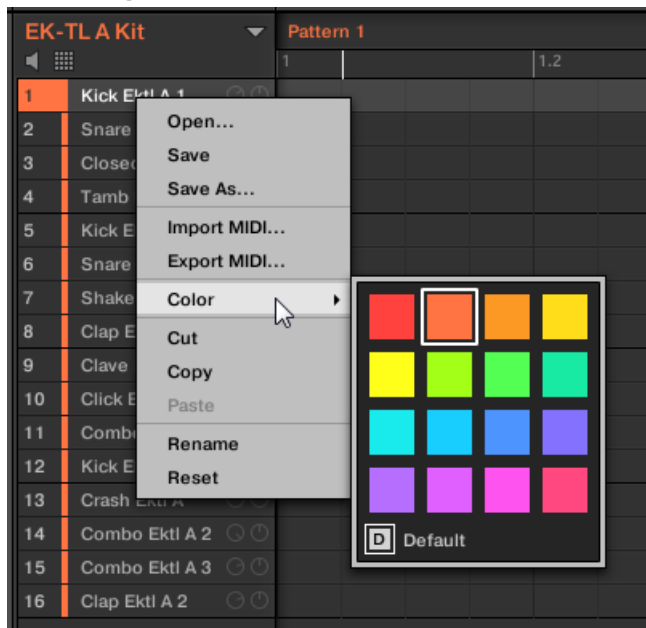 EK-TL A Kit
Pattern 1
1
1.2
1 Kick Ektl A 1
2 Snare
3 Closed
4 Tamb
5 Kick E
6 Snare
7 Shake
8 Clap E
9 Clave
10 Click E
11 Combo
12 Kick E
13 Crash Ektl A
14 Combo Ektl A 2
15 Combo Ektl A 3
16 Clap Ektl A 2
Open...
Save
Save As...
Import MIDI...
Export MIDI...
Color
Cut
Copy
Paste
Rename
Reset
D Default